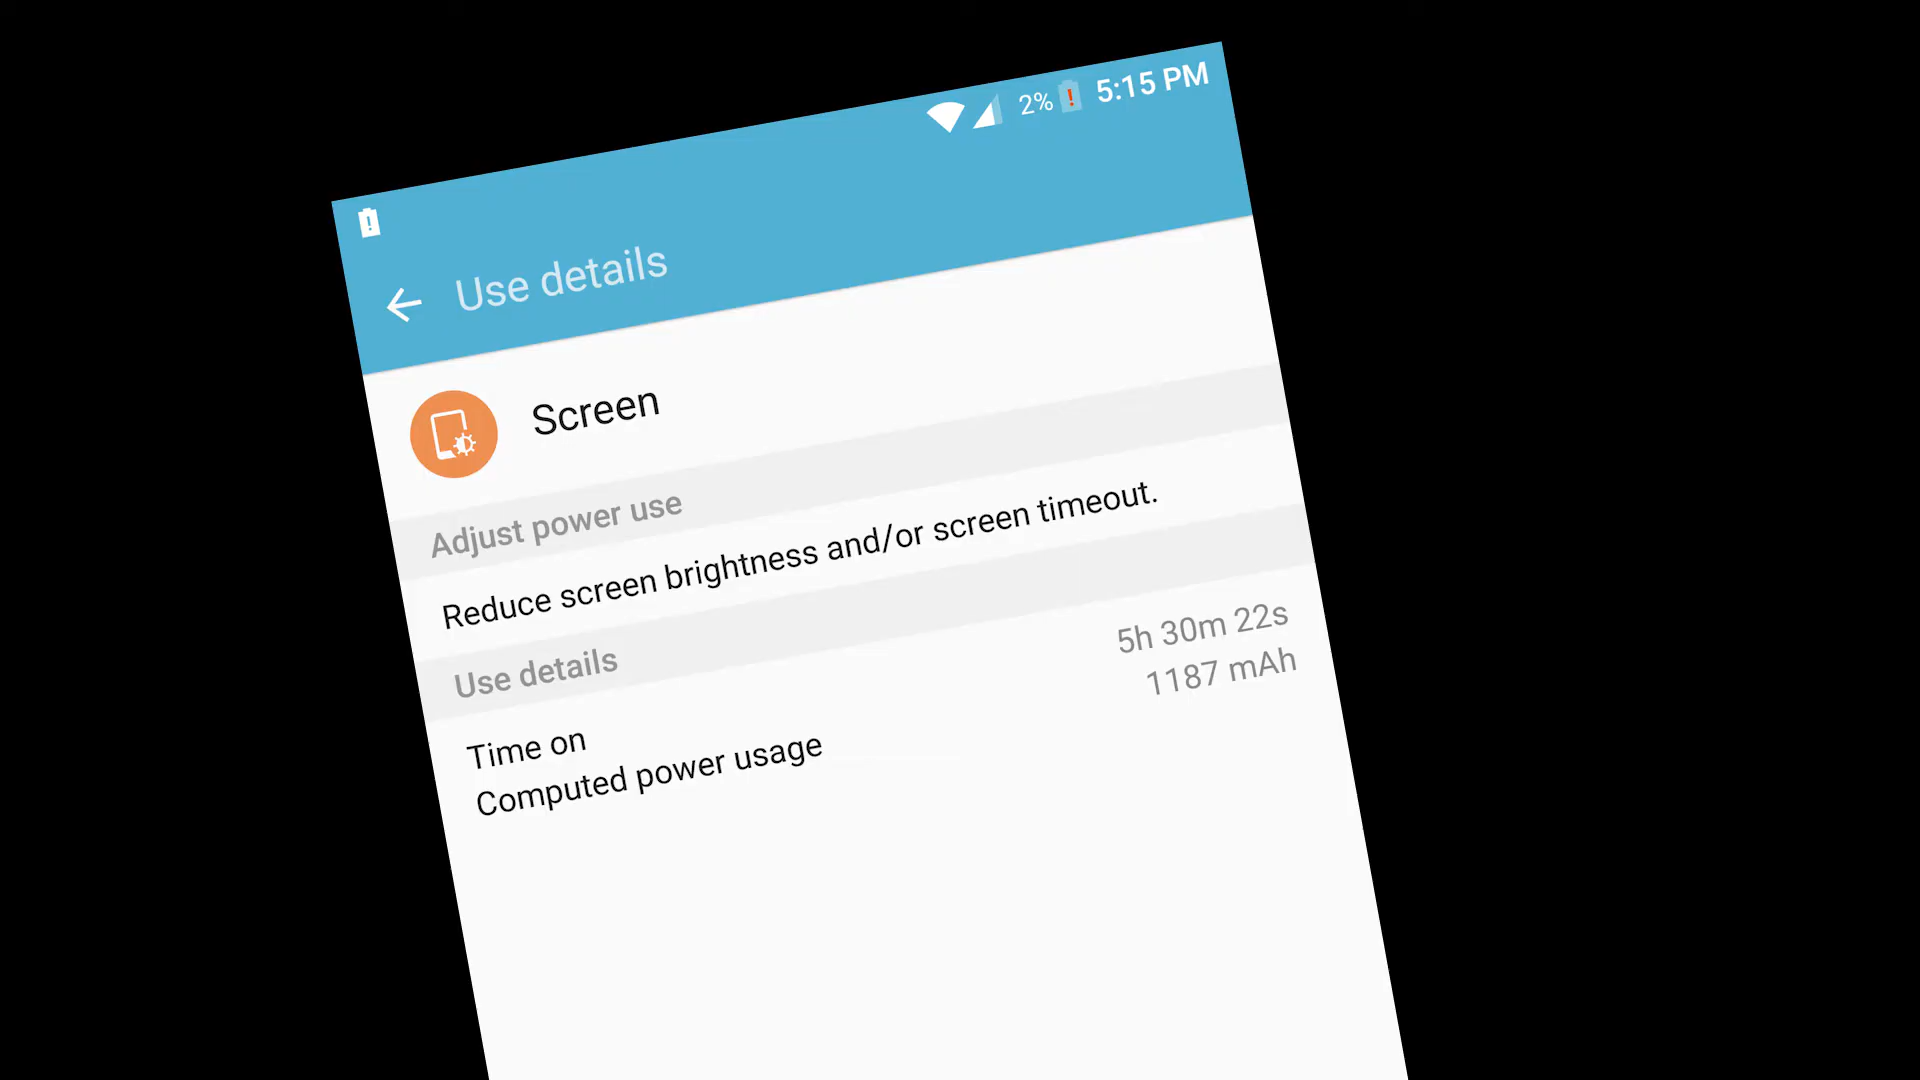 2% 5:15 PM
Use details
Screen
Adjust power use
Reduce screen brightness and/or screen timeout.
Use details
Time on 5h 30m 22s
Computed power usage 1187 mAh